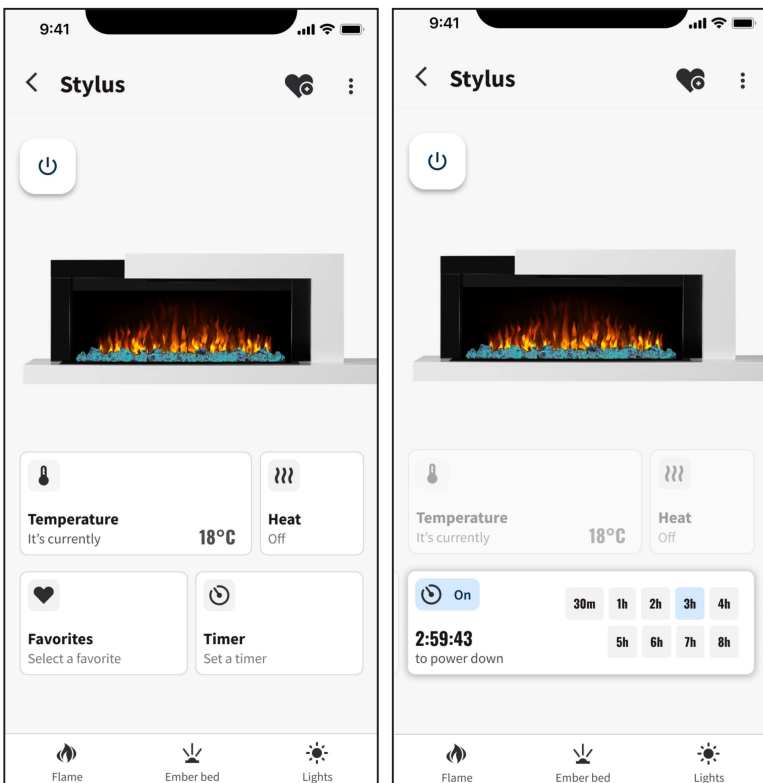 9:41
Stylus
Temperature
It's currently
18°C
Heat
Off
Favorites
Select a favorite
Timer
Set a timer
Flame
Ember bed
Lights
9:41
Stylus
Temperature
It's currently
18°C
Heat
Off
On
2:59:43
to power down
30m 1h 2h 3h 4h
5h 6h 7h 8h
Flame
Ember bed
Lights